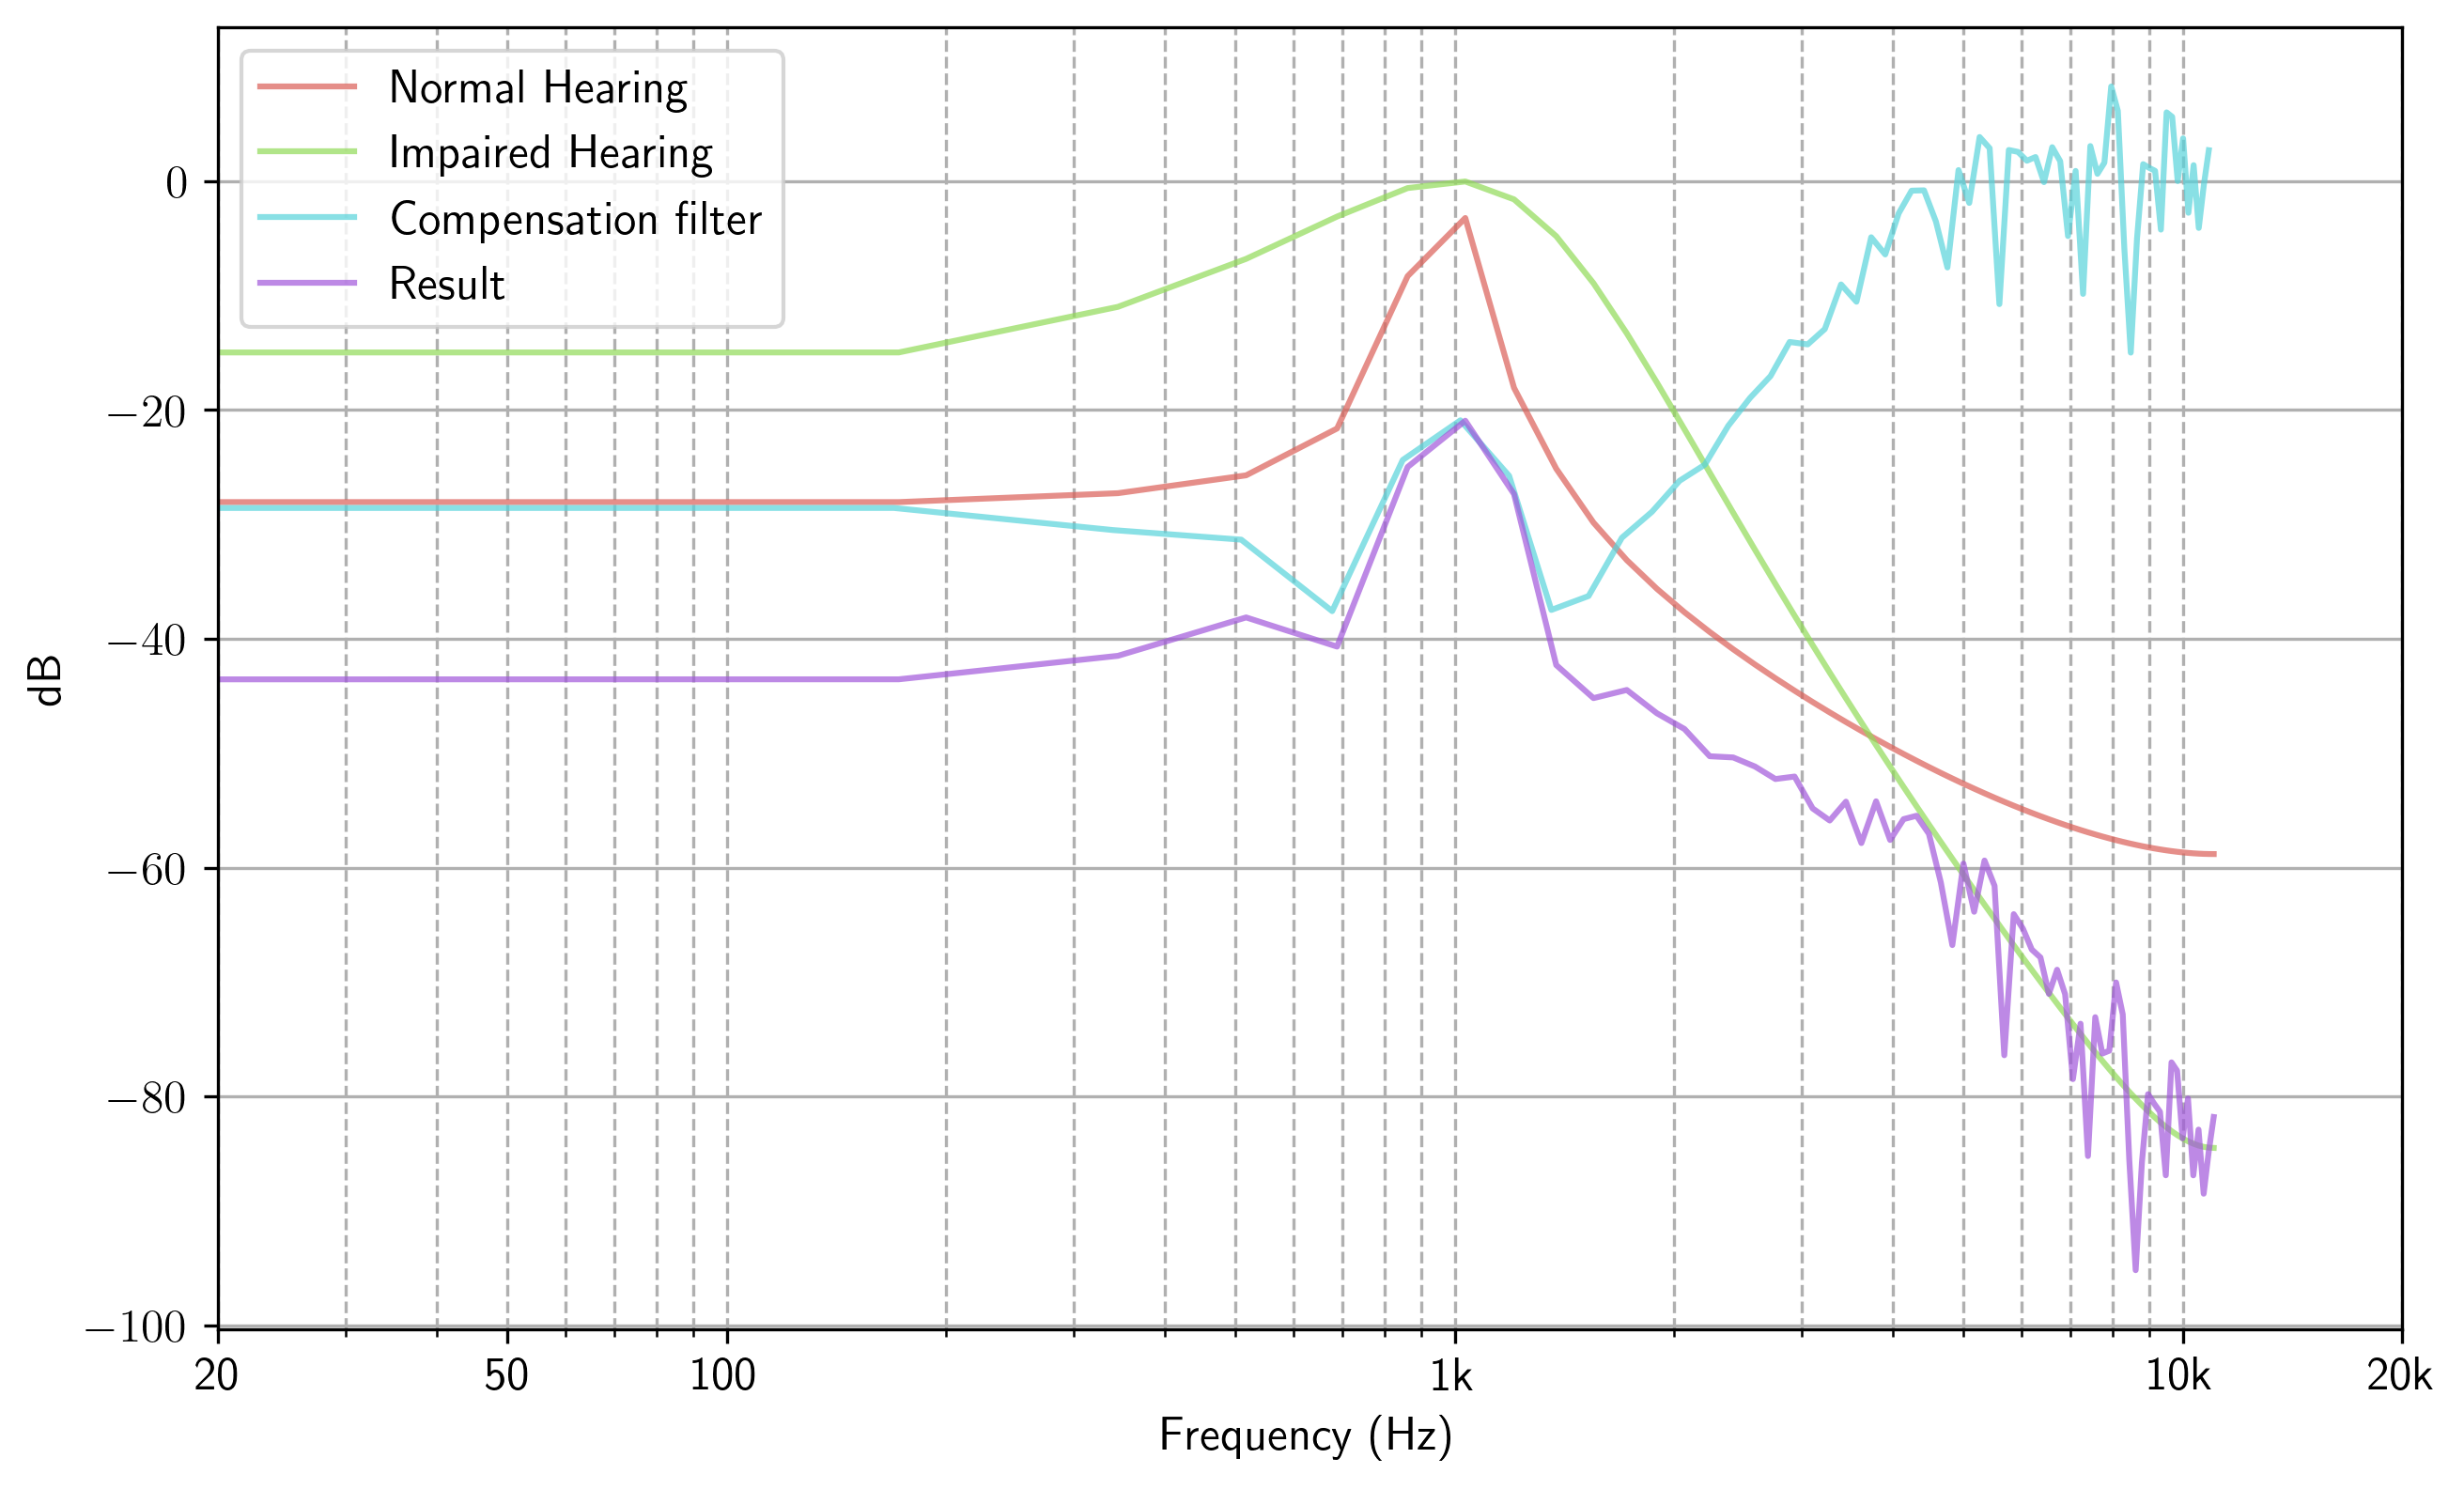 Normal Hearing
Impaired Hearing
Compensation filter
Result
0
−20
−40
−60
−80
−100
dB
20 50 100 1k 10k 20k
Frequency (Hz)